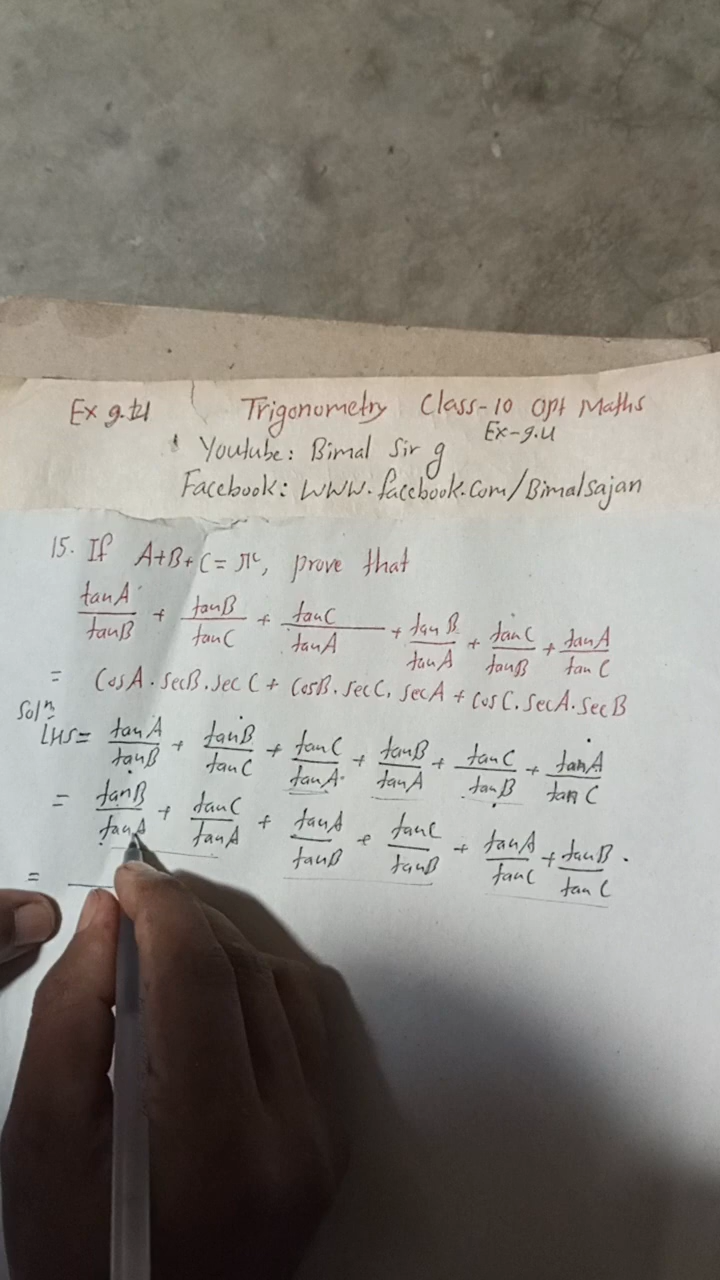 Ex 9.4 Trigonometry Class-10 Opt Maths
Ex-9.4
Youtube: Bimal Sir g
Facebook: WWW.facebook.com/Bimalsajan
15. If A+B+C = πᶜ, prove that
tanA/tanB + tanB/tanC + tanC/tanA + tanB/tanA + tanC/tanB + tanA/tanC
= CosA.secB.secC + CosB.secC.secA + cosC.secA.secB
Solⁿ:
LHS = tanA/tanB + tanB/tanC + tanC/tanA + tanB/tanA + tanC/tanB + tanA/tanC
= tanB/tanA + tanC/tanA + tanA/tanB + tanC/tanB + tanA/tanC + tanB/tanC.
=